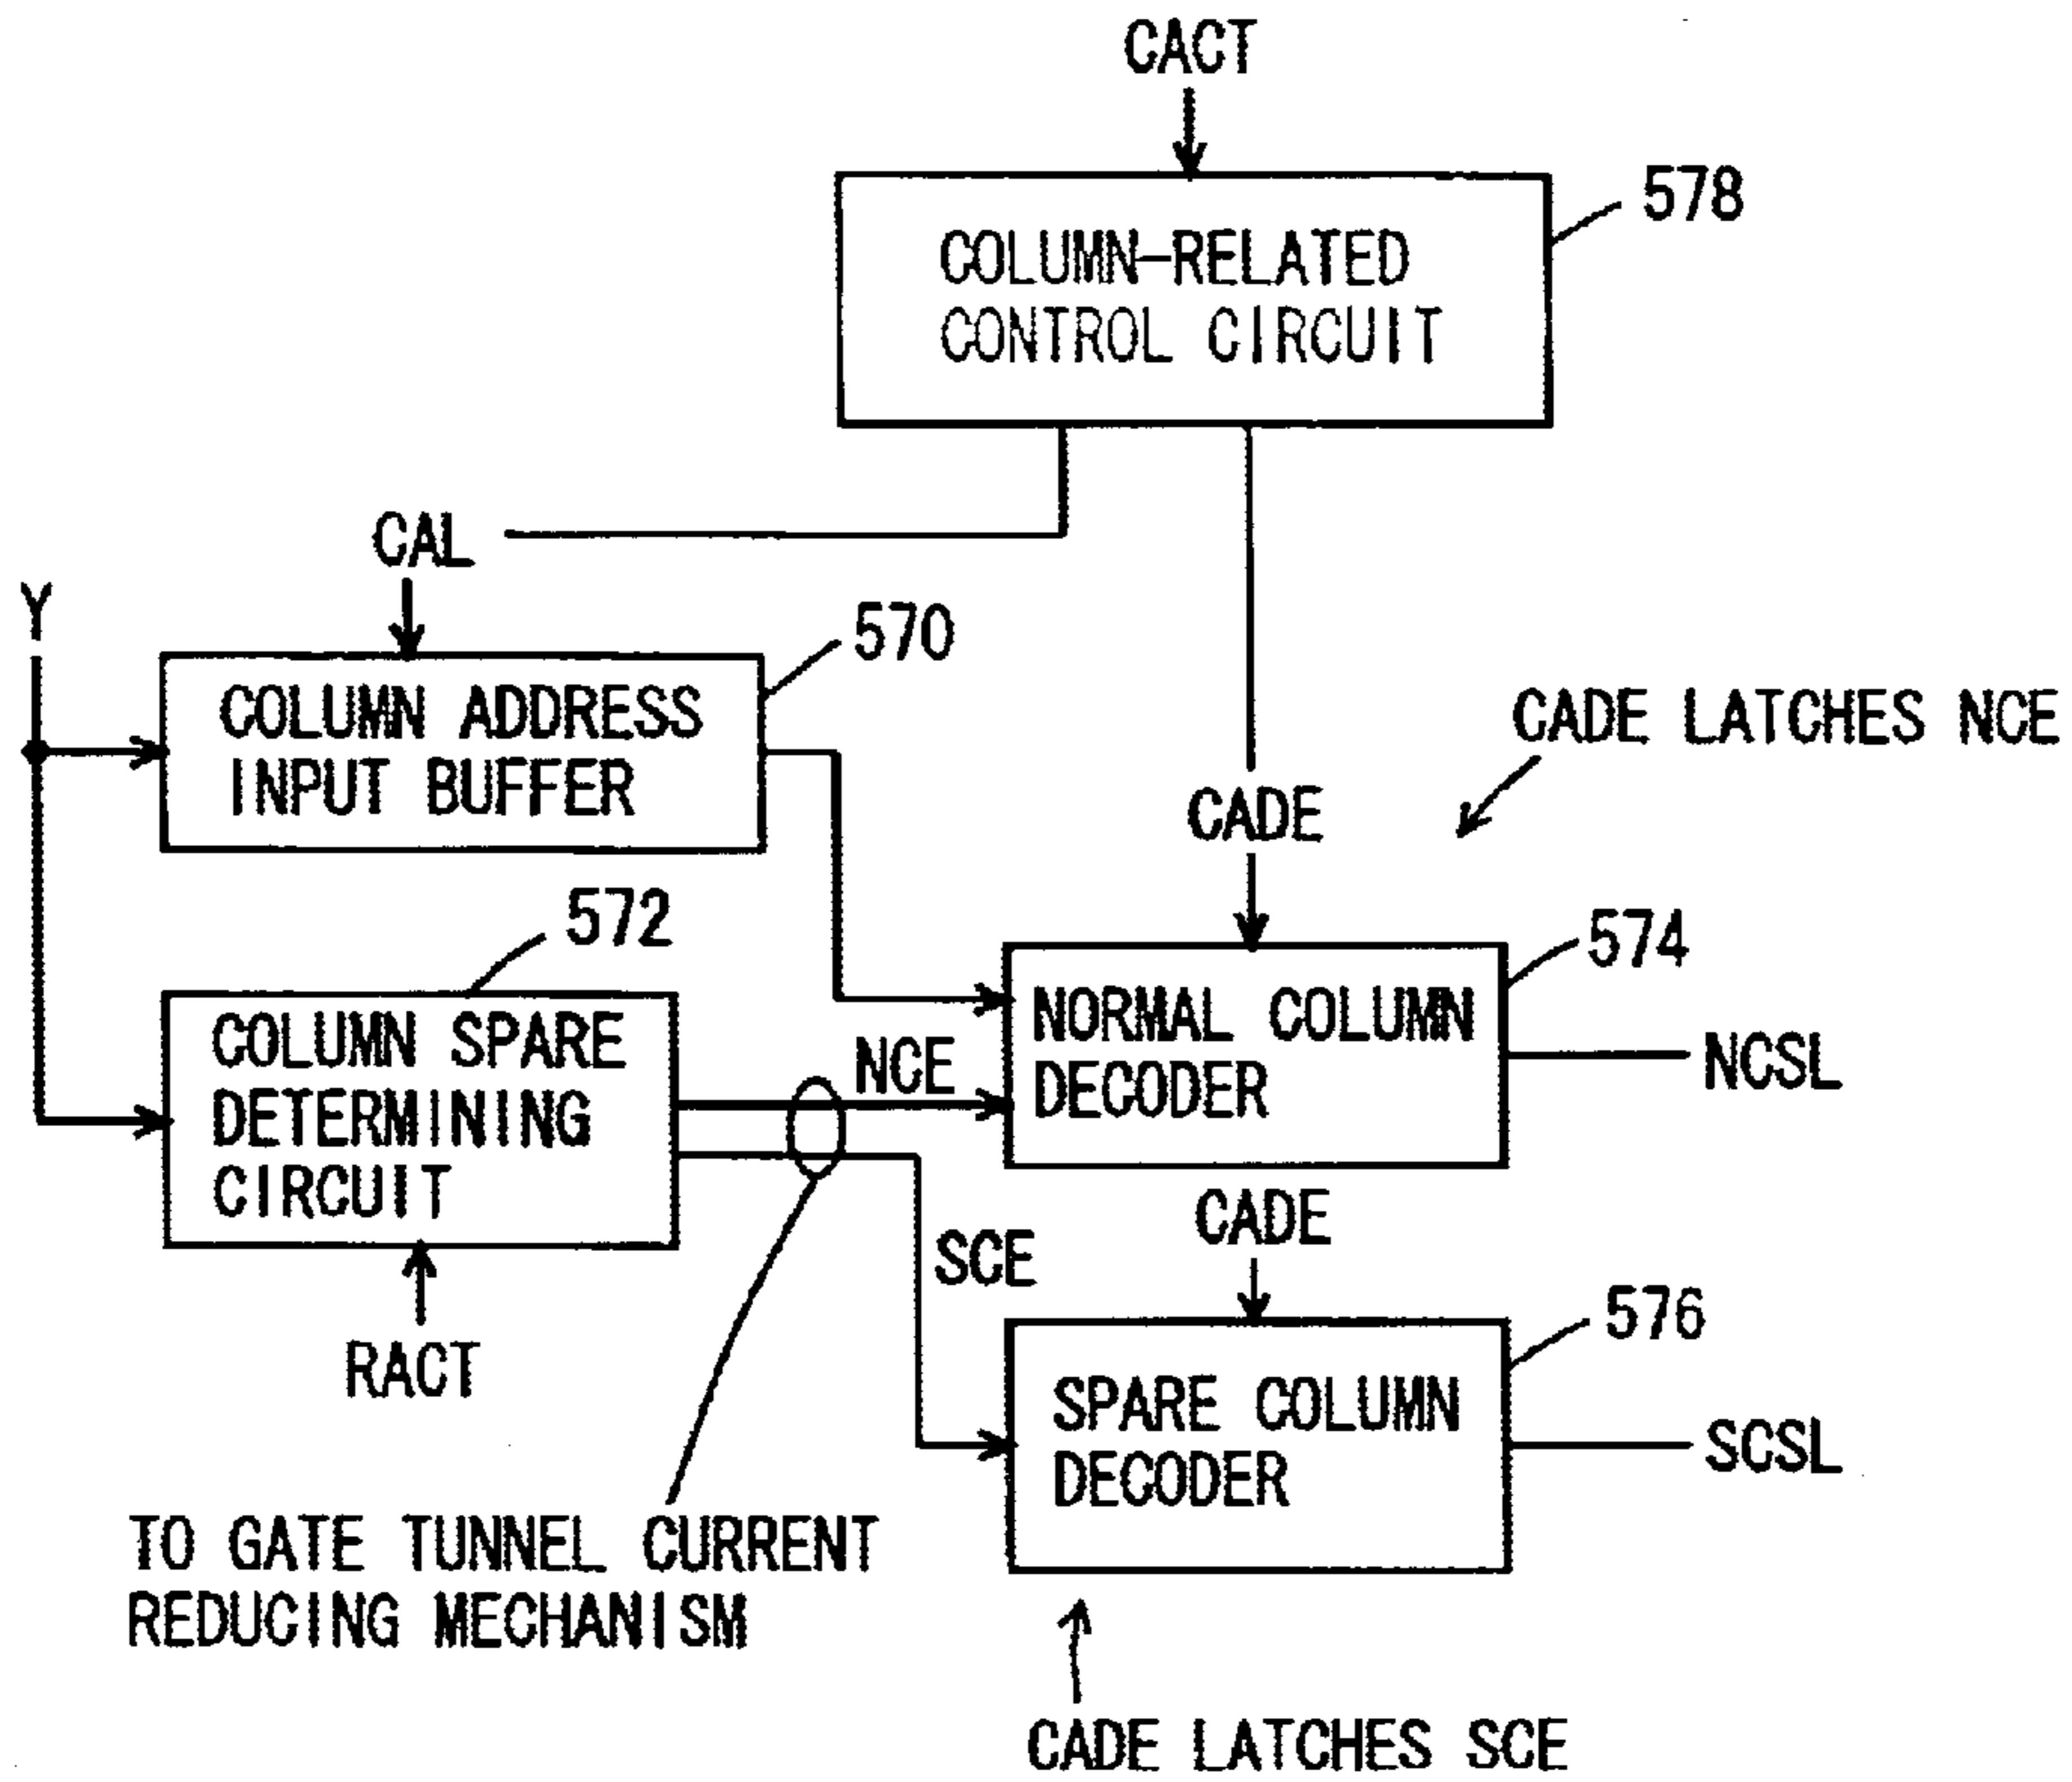 CACT
578
COLUMN-RELATED
CONTROL CIRCUIT
CAL
Y
570
COLUMN ADDRESS
INPUT BUFFER
CADE LATCHES NCE
CADE
572
574
COLUMN SPARE
DETERMINING
CIRCUIT
NCE
NORMAL COLUMN
DECODER
NCSL
CADE
SCE
RACT
576
SPARE COLUMN
DECODER
SCSL
TO GATE TUNNEL CURRENT
REDUCING MECHANISM
CADE LATCHES SCE